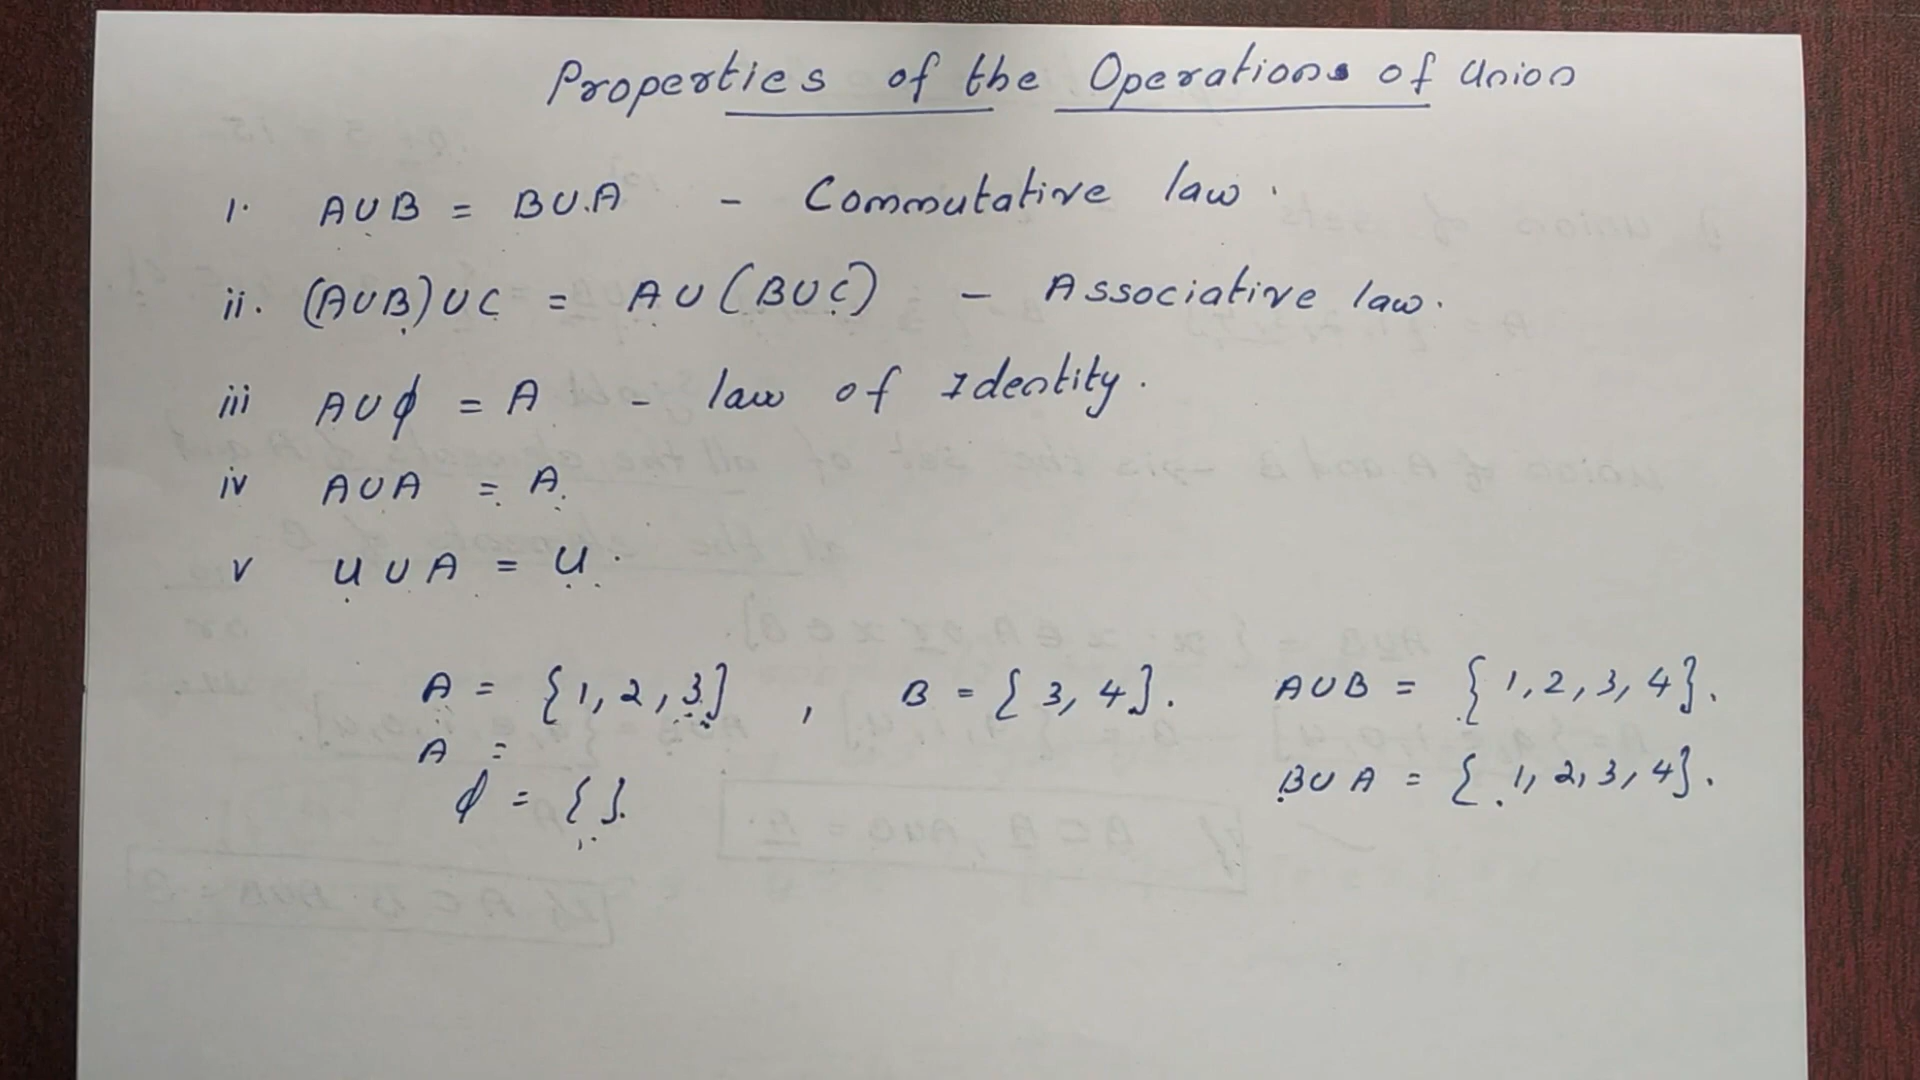 Properties of the Operations of Union
i. A∪B = B∪A - Commutative law.
ii. (A∪B)∪C = A∪(B∪C) - Associative law.
iii A∪ϕ = A - law of Identity.
iv A∪A = A.
v U∪A = U.
A = {1,2,3} , B = {3,4}. A∪B = {1,2,3,4}.
A = B∪A = {1,2,3,4}.
ϕ = { }.